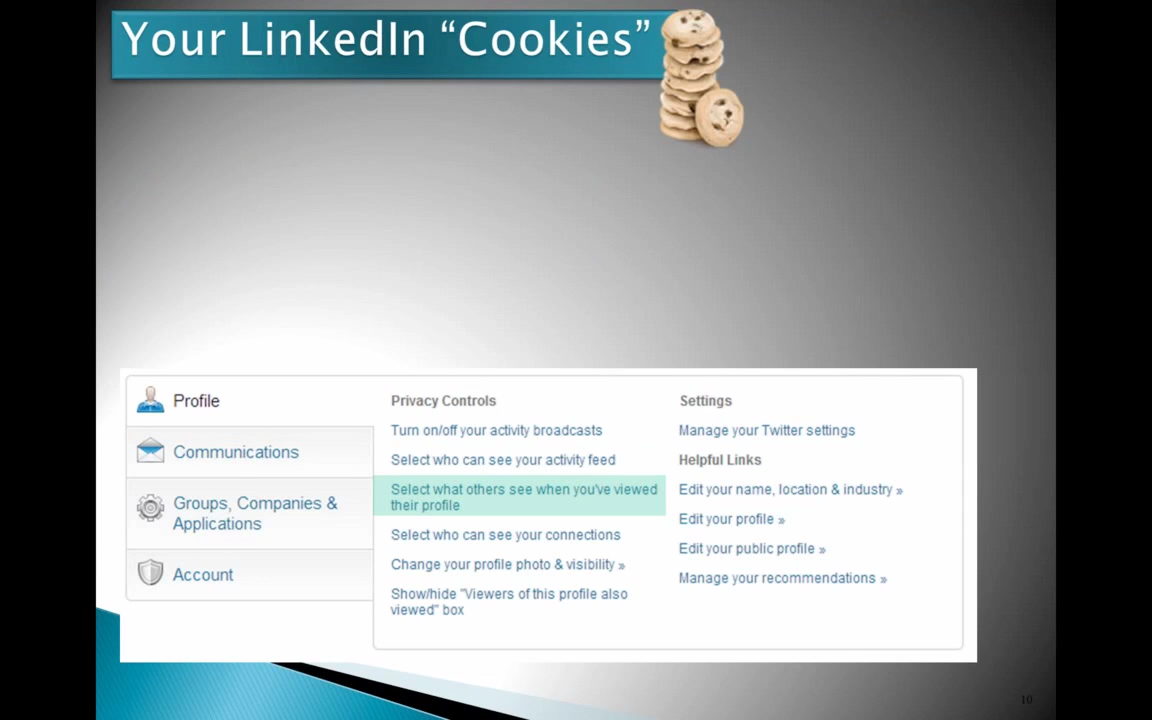 Your LinkedIn “Cookies”
Profile
Communications
Groups, Companies &
Applications
Account
Privacy Controls
Turn on/off your activity broadcasts
Select who can see your activity feed
Select what others see when you've viewed
their profile
Select who can see your connections
Change your profile photo & visibility »
Show/hide "Viewers of this profile also
viewed" box
Settings
Manage your Twitter settings
Helpful Links
Edit your name, location & industry »
Edit your profile »
Edit your public profile »
Manage your recommendations »
10